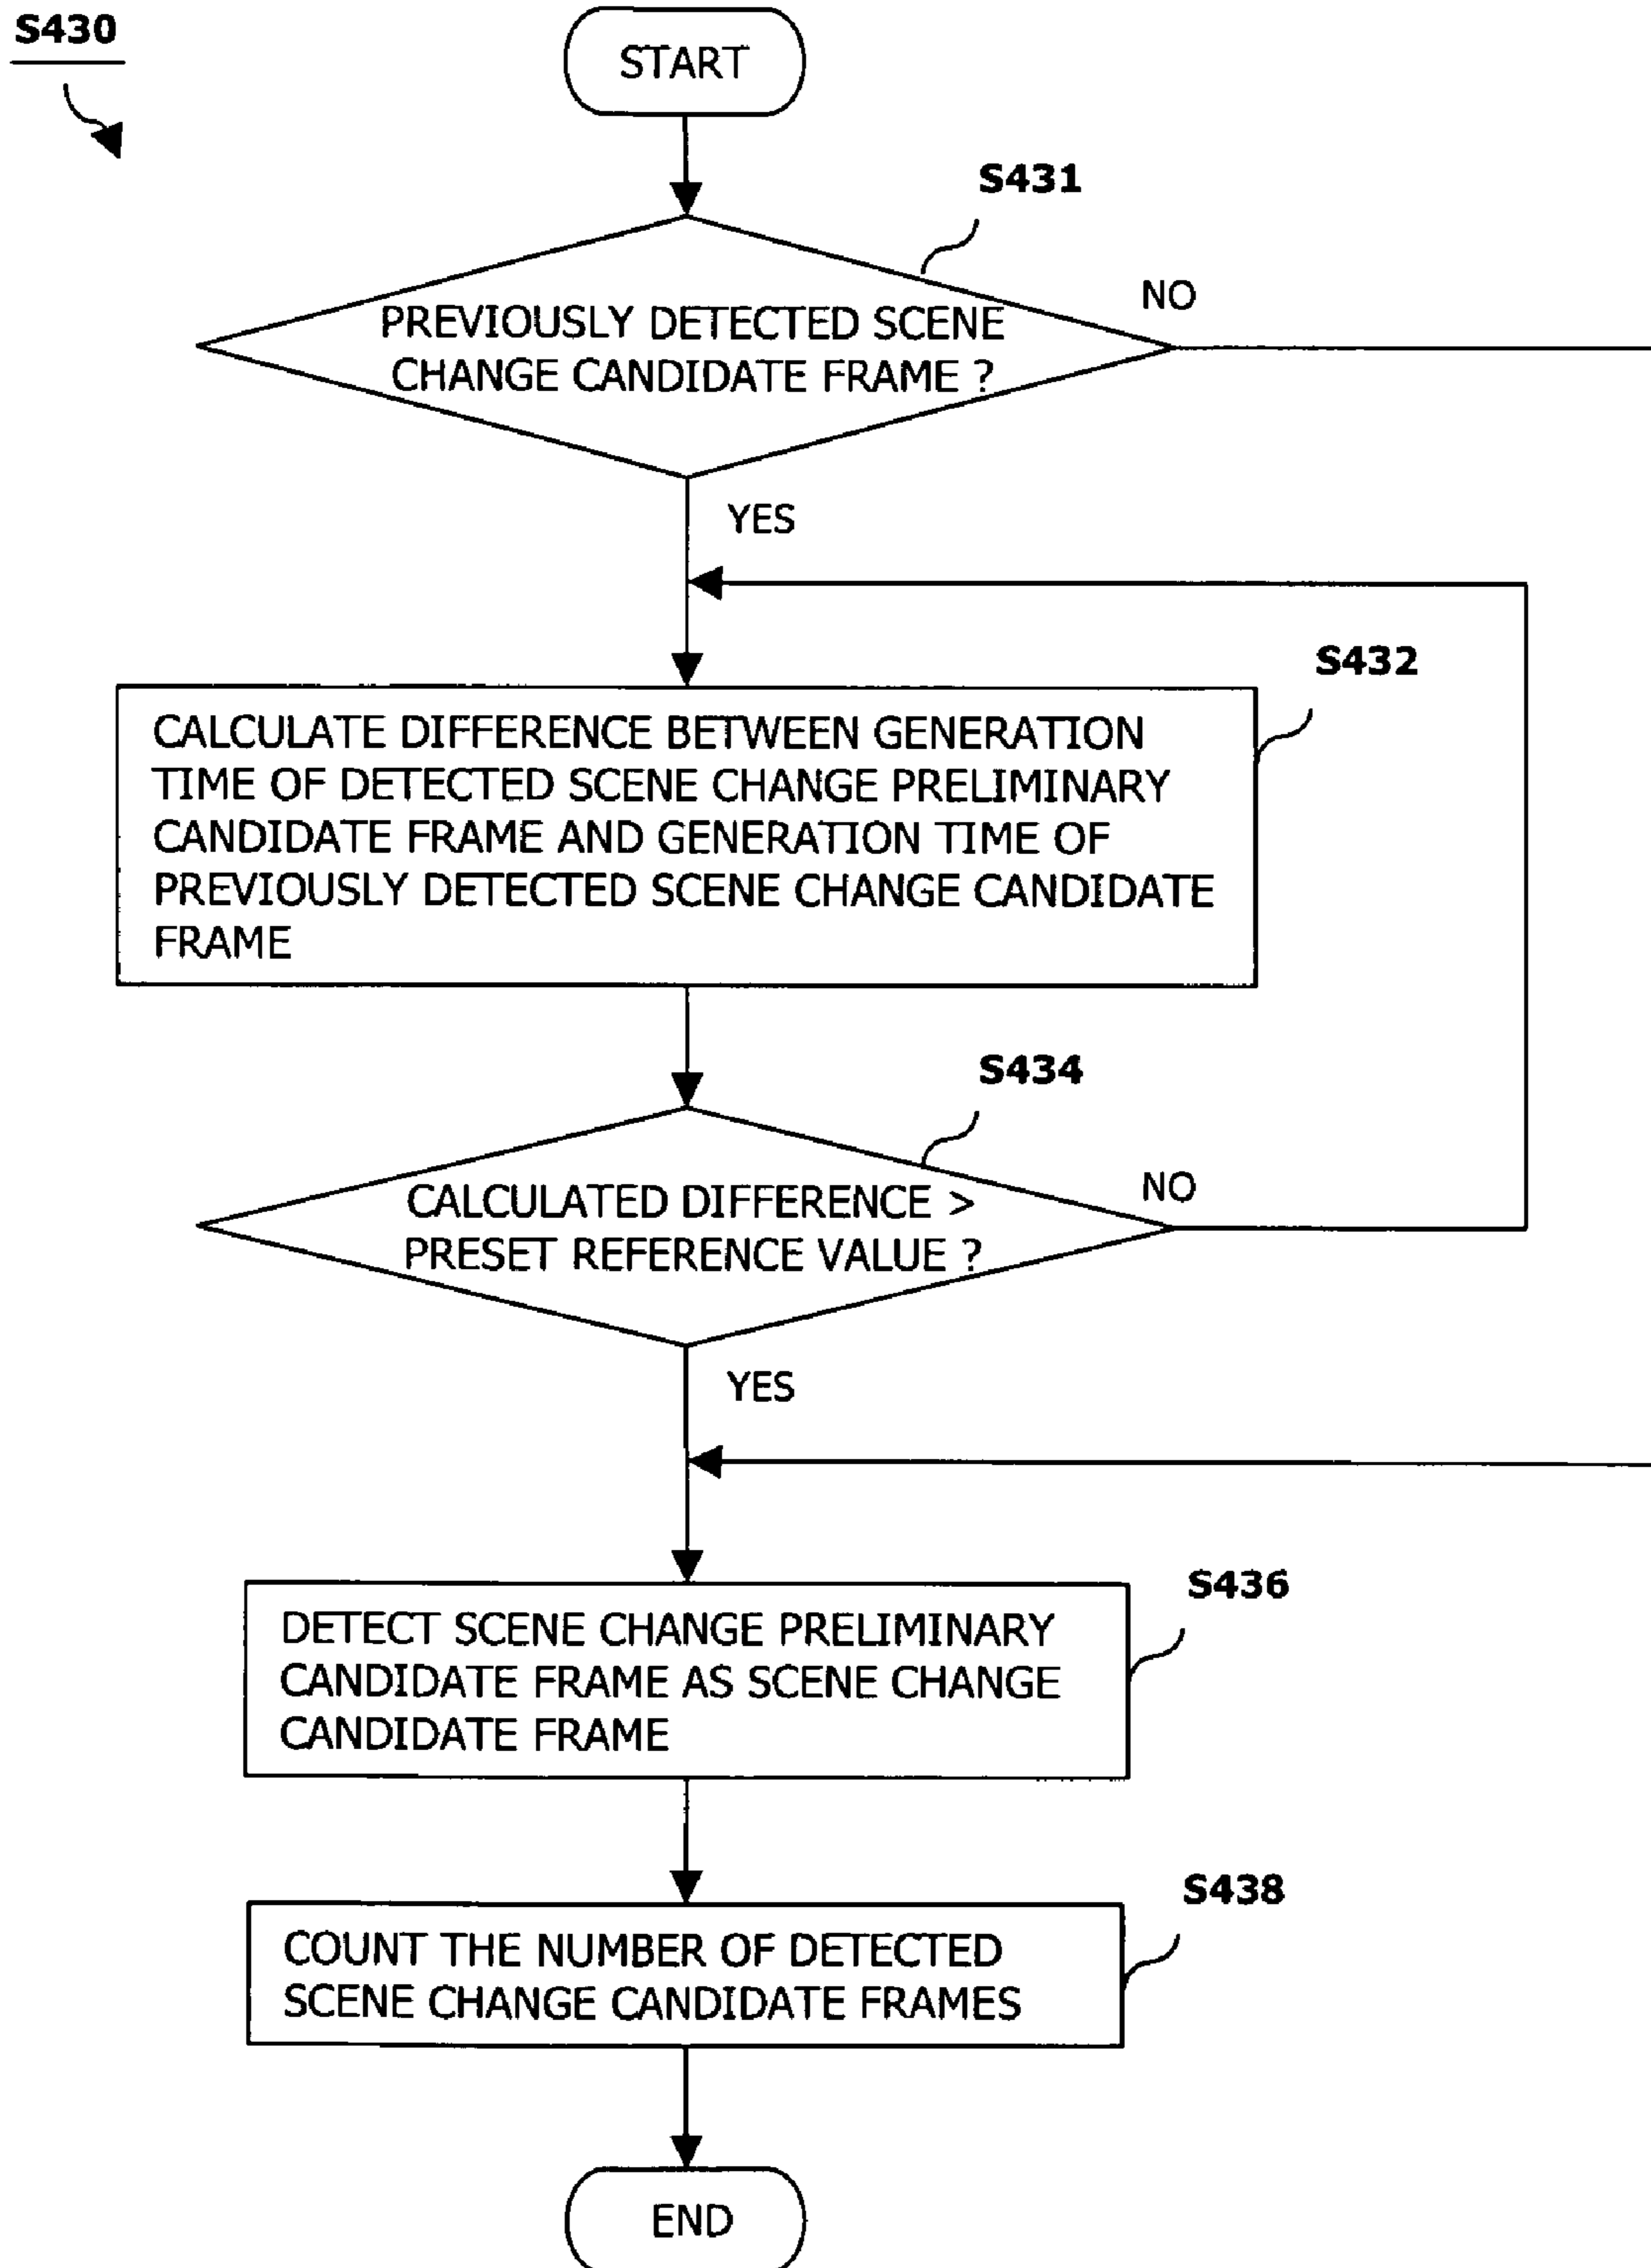 S430
START
S431
NO
PREVIOUSLY DETECTED SCENE
CHANGE CANDIDATE FRAME ?
YES
S432
CALCULATE DIFFERENCE BETWEEN GENERATION
TIME OF DETECTED SCENE CHANGE PRELIMINARY
CANDIDATE FRAME AND GENERATION TIME OF
PREVIOUSLY DETECTED SCENE CHANGE CANDIDATE
FRAME
S434
NO
CALCULATED DIFFERENCE >
PRESET REFERENCE VALUE ?
YES
S436
DETECT SCENE CHANGE PRELIMINARY
CANDIDATE FRAME AS SCENE CHANGE
CANDIDATE FRAME
S438
COUNT THE NUMBER OF DETECTED
SCENE CHANGE CANDIDATE FRAMES
END